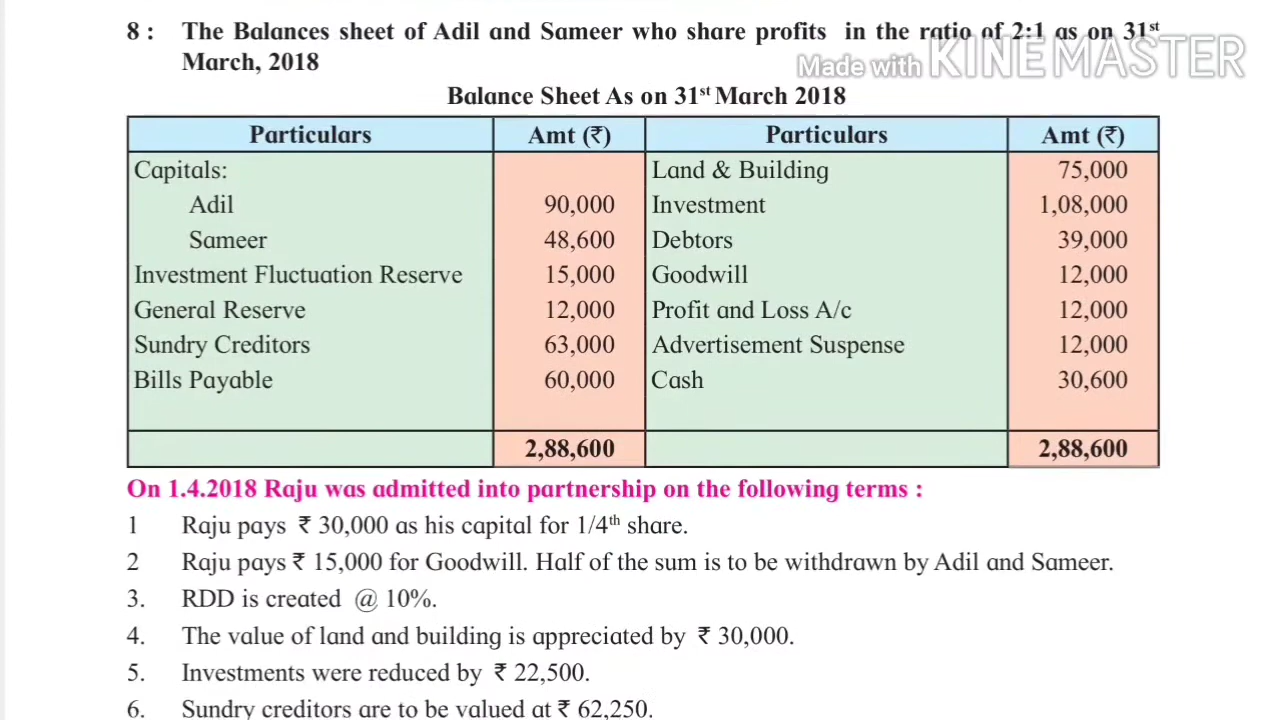 8 : The Balances sheet of Adil and Sameer who share profits in the ratio of 2:1 as on 31st
March, 2018
Made with KINEMASTER
Balance Sheet As on 31st March 2018
Particulars Amt (₹) Particulars Amt (₹)
Capitals: Land & Building 75,000
Adil 90,000 Investment 1,08,000
Sameer 48,600 Debtors 39,000
Investment Fluctuation Reserve 15,000 Goodwill 12,000
General Reserve 12,000 Profit and Loss A/c 12,000
Sundry Creditors 63,000 Advertisement Suspense 12,000
Bills Payable 60,000 Cash 30,600
2,88,600 2,88,600
On 1.4.2018 Raju was admitted into partnership on the following terms :
1 Raju pays ₹ 30,000 as his capital for 1/4th share.
2 Raju pays ₹ 15,000 for Goodwill. Half of the sum is to be withdrawn by Adil and Sameer.
3. RDD is created @ 10%.
4. The value of land and building is appreciated by ₹ 30,000.
5. Investments were reduced by ₹ 22,500.
6. Sundry creditors are to be valued at ₹ 62,250.